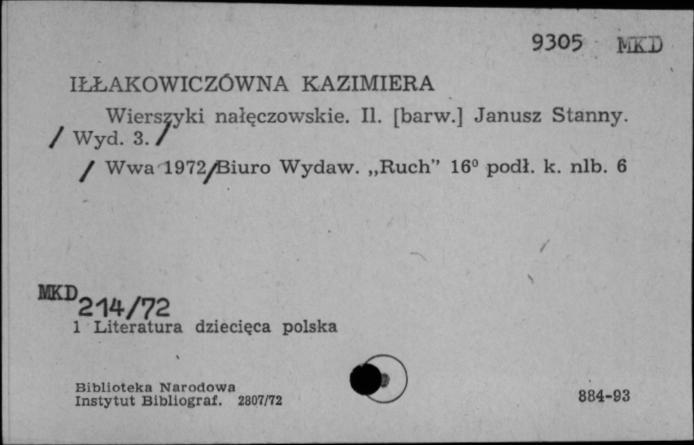 9305 MKD
IŁŁAKOWICZÓWNA KAZIMIERA
Wierszyki nałęczowskie. Il. [barw.] Janusz Stanny.
/ Wyd. 3. /
/ Wwa 1972/Biuro Wydaw. „Ruch” 16⁰ podł. k. nlb. 6
MKD 214/72
1 Literatura dziecięca polska
Biblioteka Narodowa
Instytut Bibliograf. 2807/72
884-93